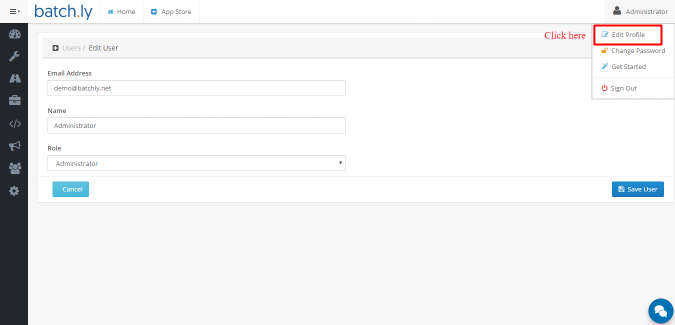 batch.ly
Home
App Store
Administrator
Click here
Edit Profile
Change Password
Get Started
Sign Out
Users / Edit User
Email Address
demo@batchly.net
Name
Administrator
Role
Administrator
Cancel
Save User